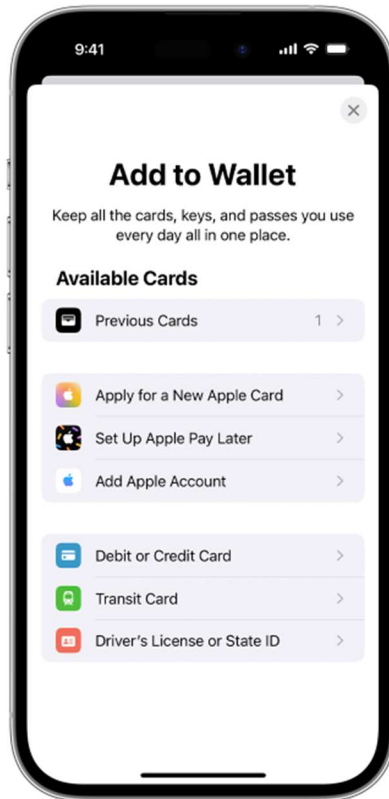 9:41
Add to Wallet
Keep all the cards, keys, and passes you use
every day all in one place.
Available Cards
Previous Cards 1
Apply for a New Apple Card
Set Up Apple Pay Later
Add Apple Account
Debit or Credit Card
Transit Card
Driver's License or State ID